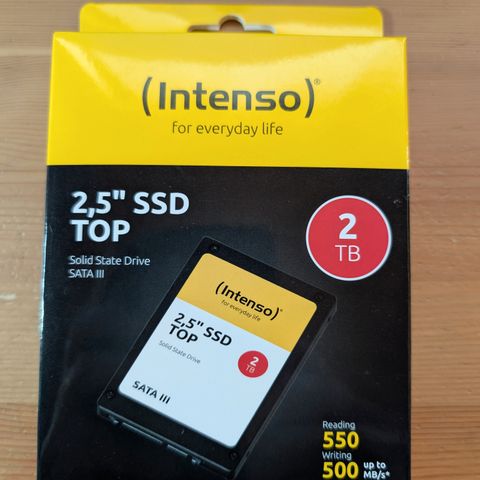 (Intenso)®
for everyday life
2,5" SSD
TOP
Solid State Drive
SATA III
2
TB
(Intenso)®
for everyday life
2,5" SSD
TOP
Solid State Drive
2
TB
SATA III
Reading
550
Writing
500 up to MB/s*